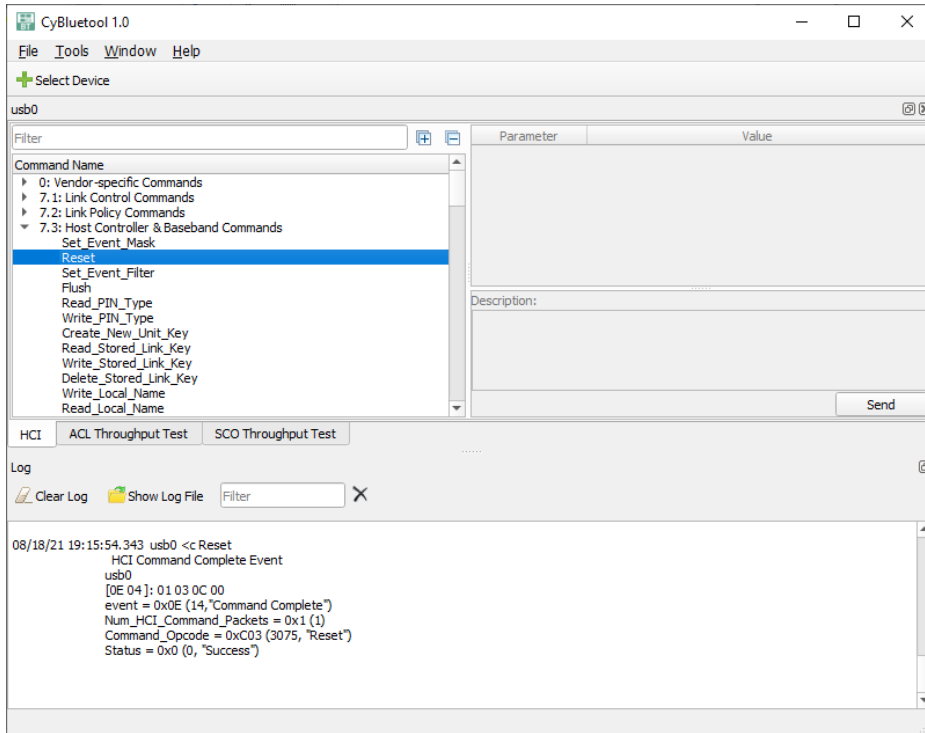 CyBluetool 1.0
File Tools Window Help
Select Device
usb0
Filter
Parameter Value
Command Name
0: Vendor-specific Commands
7.1: Link Control Commands
7.2: Link Policy Commands
7.3: Host Controller & Baseband Commands
Set_Event_Mask
Reset
Set_Event_Filter
Flush
Read_PIN_Type
Write_PIN_Type
Create_New_Unit_Key
Read_Stored_Link_Key
Write_Stored_Link_Key
Delete_Stored_Link_Key
Write_Local_Name
Read_Local_Name
Description:
Send
HCI ACL Throughput Test SCO Throughput Test
Log
Clear Log Show Log File Filter
08/18/21 19:15:54.343 usb0 <c Reset
HCI Command Complete Event
usb0
[0E 04]: 01 03 0C 00
event = 0x0E (14,"Command Complete")
Num_HCI_Command_Packets = 0x1 (1)
Command_Opcode = 0xC03 (3075, "Reset")
Status = 0x0 (0, "Success")